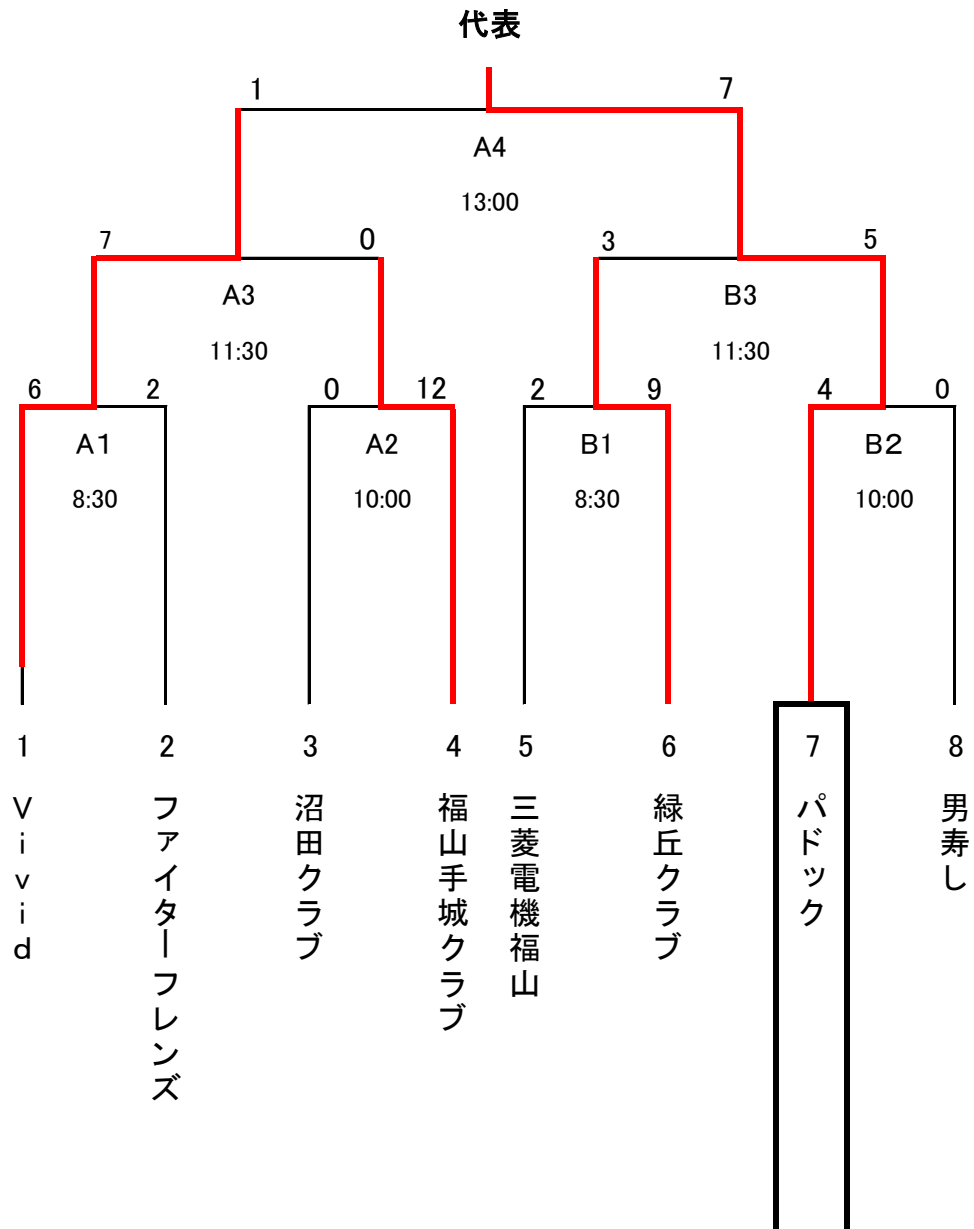 代表
1 7
A4
13:00
7 0 3 5
A3 B3
11:30 11:30
6 2 0 12 2 9 4 0
A1 A2 B1 B2
8:30 10:00 8:30 10:00
1 2 3 4 5 6 7 8
Vivid
ファイターフレンズ
沼田クラブ
福山手城クラブ
三菱電機福山
緑丘クラブ
パドック
男寿し